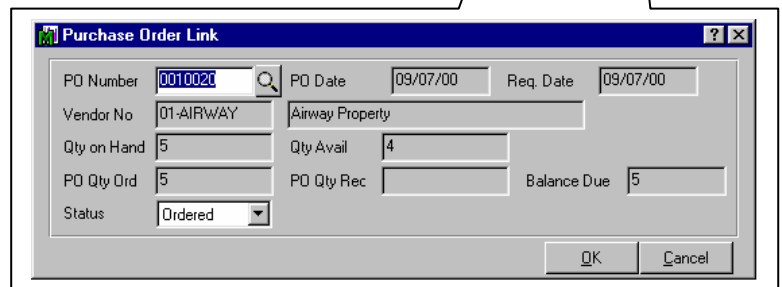 Purchase Order Link
PO Number 0010020 PO Date 09/07/00 Req. Date 09/07/00
Vendor No 01-AIRWAY Airway Property
Qty on Hand 5 Qty Avail 4
PO Qty Ord 5 PO Qty Rec Balance Due 5
Status Ordered
OK Cancel